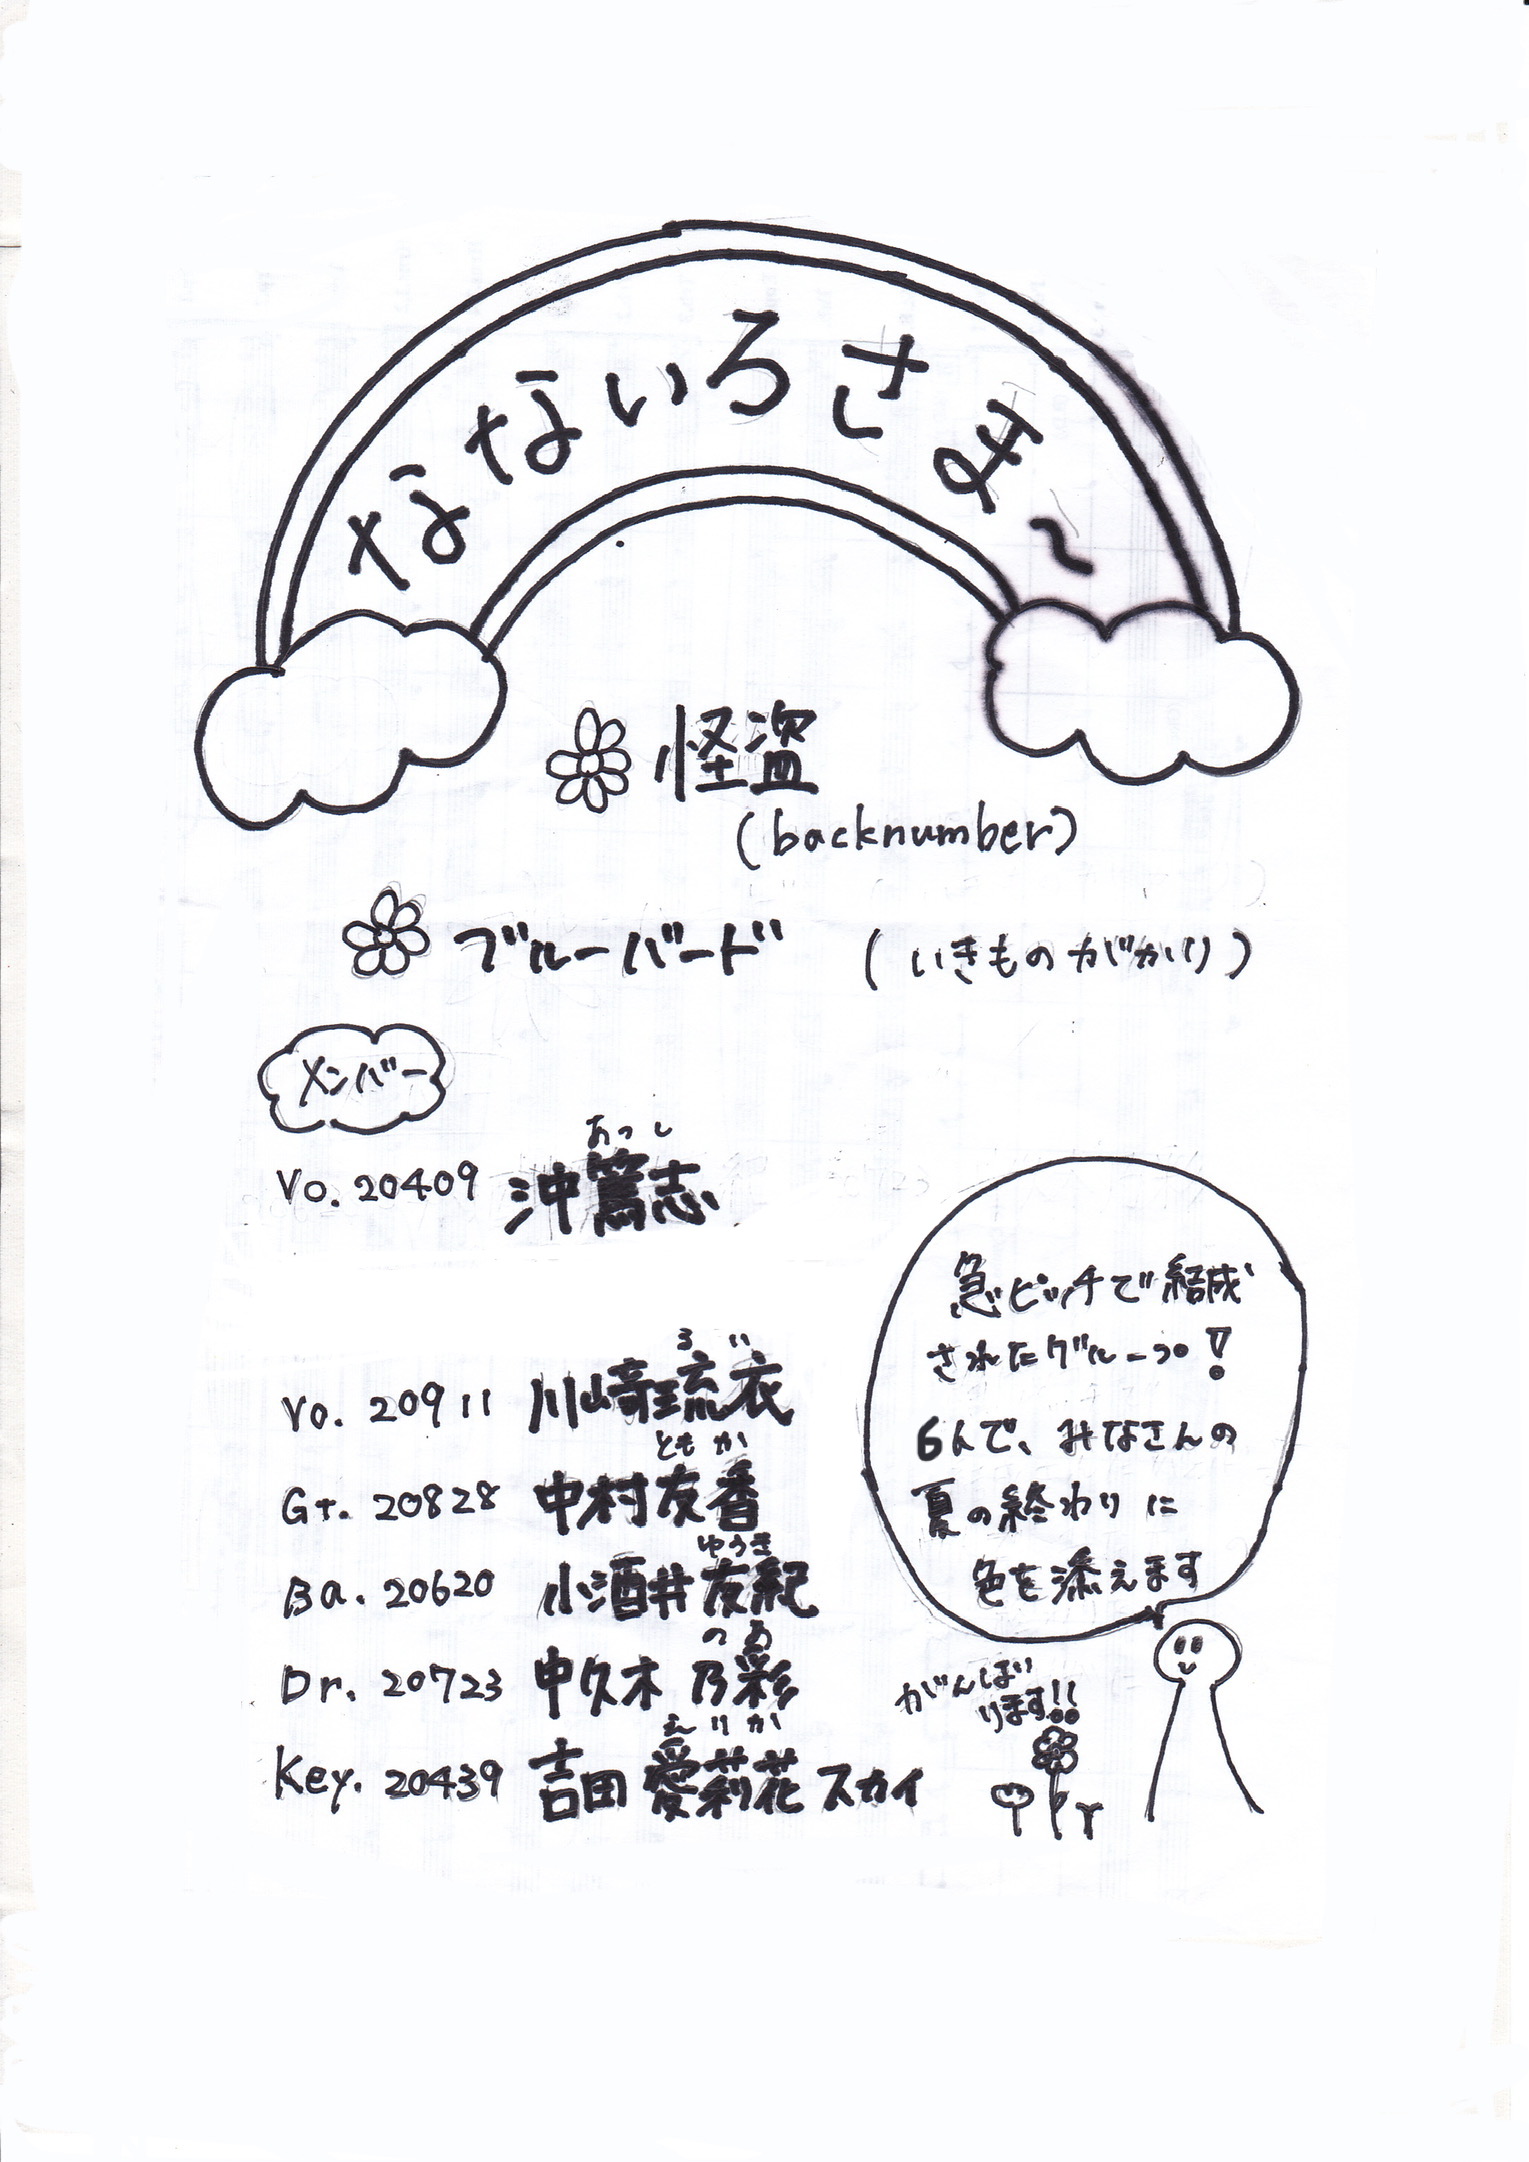 なないろさま～
怪盗
(backnumber)
ブルーバード (いきものがかり)
メンバー
あつし
Vo. 20409 沖篤志
るい
Vo. 20911 川崎琉衣
ともか
Gt. 20828 中村友香
ゆうき
Ba. 20620 小酒井友紀
のあ
Dr. 20723 中久木乃彩
えりか
Key. 20439 吉田愛莉花スカイ
急ピッチで結成
されたグループ!
6人で、みなさんの
夏の終わりに
色を添えます
がんばい
ります!!